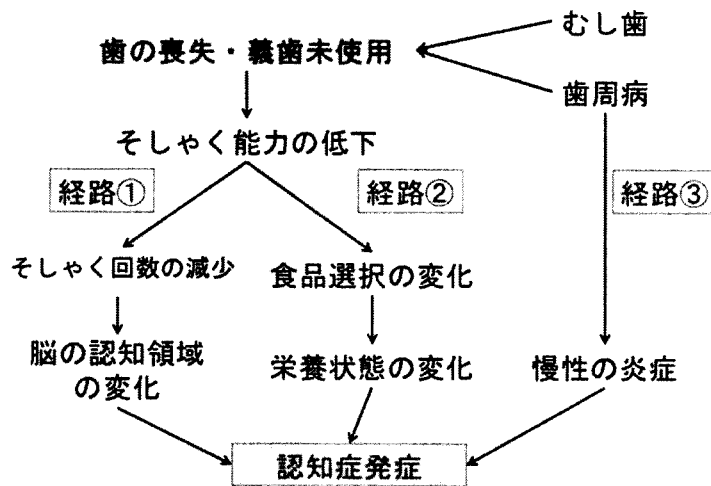 むし歯
歯の喪失・義歯未使用
歯周病
そしゃく能力の低下
経路①
経路②
経路③
そしゃく回数の減少
食品選択の変化
脳の認知領域
の変化
栄養状態の変化
慢性の炎症
認知症発症